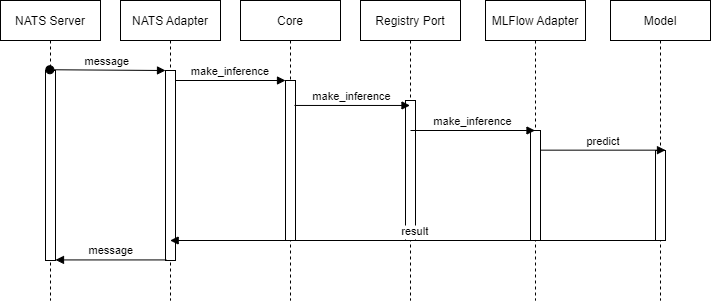 NATS Server
NATS Adapter
Core
Registry Port
MLFlow Adapter
Model
message
make_inference
make_inference
make_inference
predict
result
message